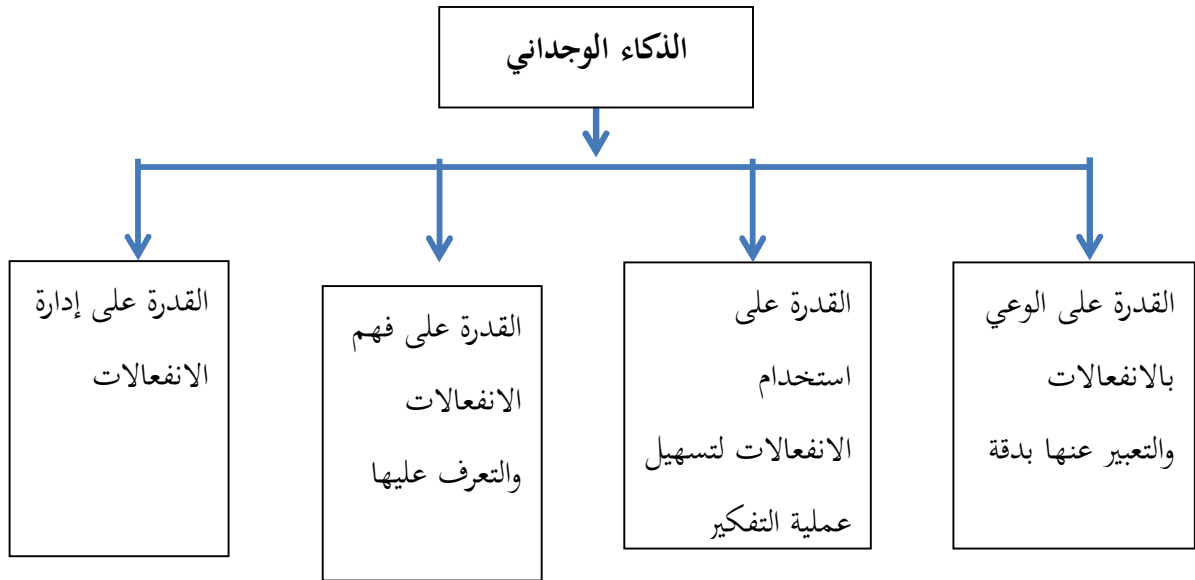 الذكاء الوجداني
القدرة على الوعي
بالانفعالات
والتعبير عنها بدقة
القدرة على
استخدام
الانفعالات لتسهيل
عملية التفكير
القدرة على فهم
الانفعالات
والتعرف عليها
القدرة على إدارة
الانفعالات